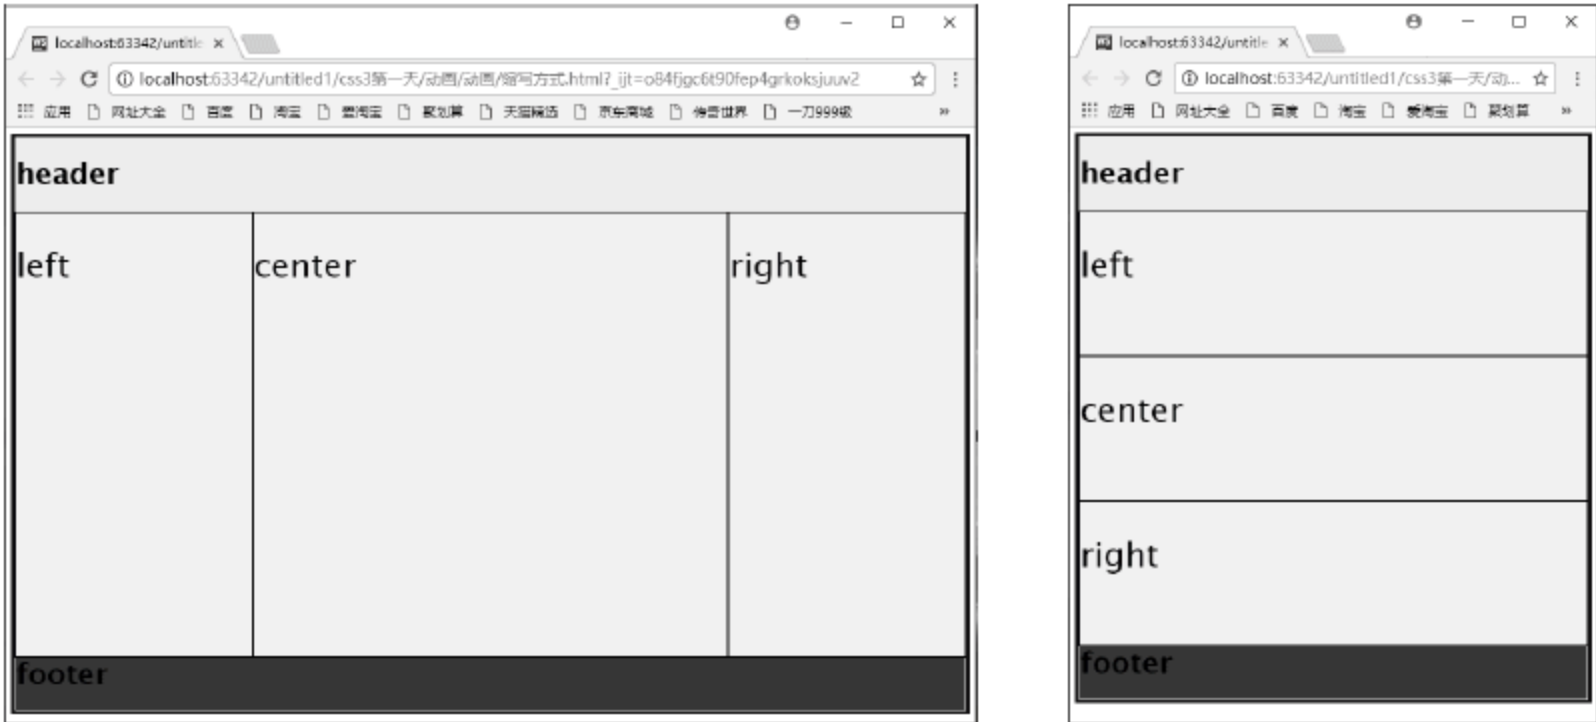 localhost:63342/untitle
localhost:63342/untitled1/css3第一天/动画/动画/缩写方式.html?_ijt=o84fjgc6t90fep4grkoksjuuv2
应用 网址大全 百度 淘宝 爱淘宝 聚划算 天猫精选 京东商城 传奇世界 一刀999级 »
header
left center right
footer
localhost:63342/untitle
localhost:63342/untitled1/css3第一天/动...
应用 网址大全 百度 淘宝 爱淘宝 聚划算 »
header
left
center
right
footer